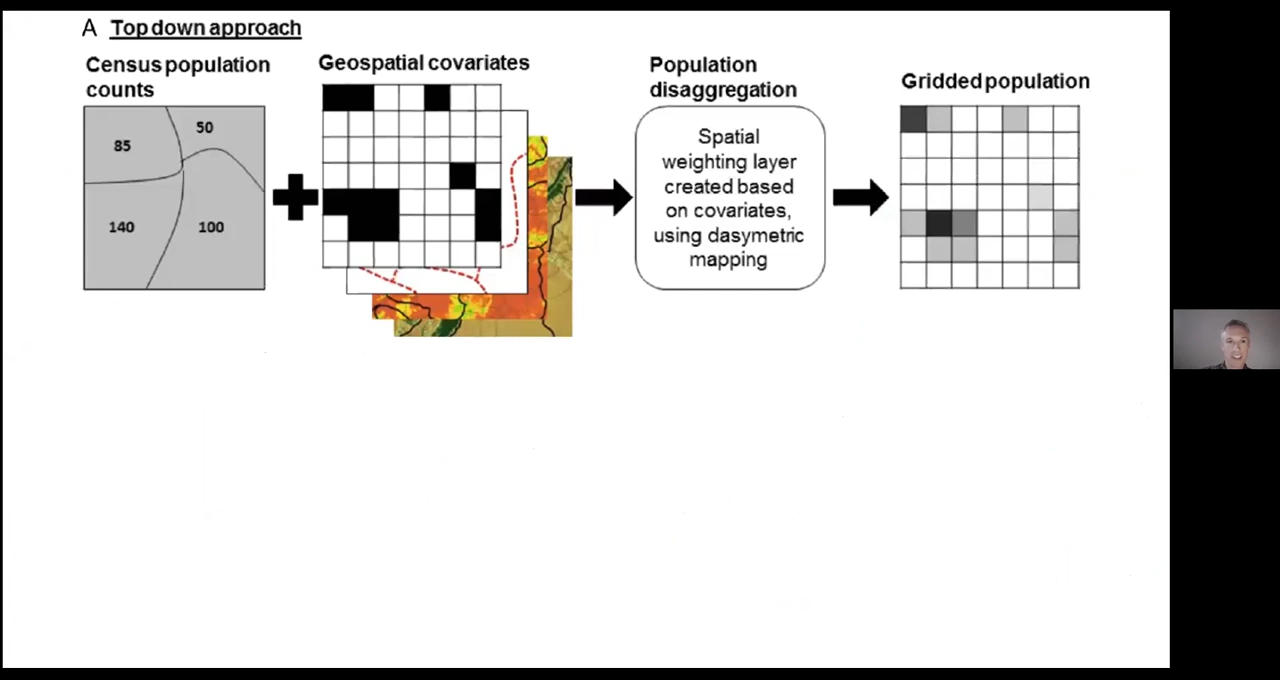 A Top down approach
Census population
counts
85
50
140
100
Geospatial covariates
Population
disaggregation
Spatial
weighting layer
created based
on covariates,
using dasymetric
mapping
Gridded population